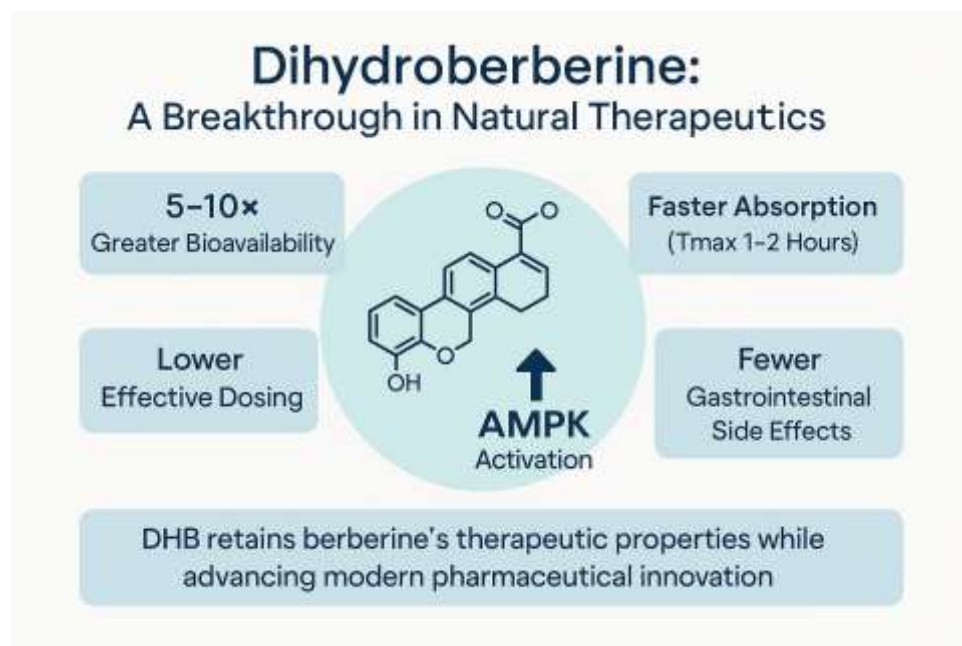 Dihydroberberine:
A Breakthrough in Natural Therapeutics
5–10×
Greater Bioavailability
Faster Absorption
(Tmax 1–2 Hours)
O
O
O
OH
Lower
Effective Dosing
Fewer
Gastrointestinal
Side Effects
AMPK
Activation
DHB retains berberine's therapeutic properties while
advancing modern pharmaceutical innovation